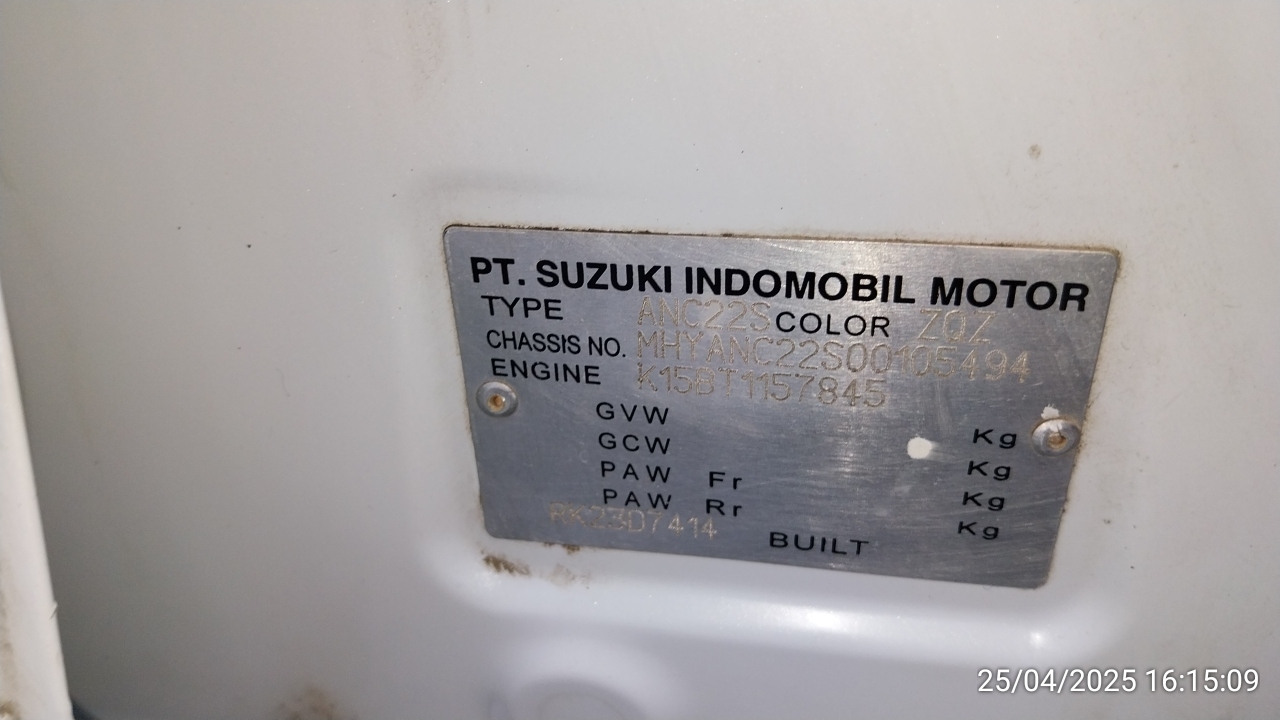 PT. SUZUKI INDOMOBIL MOTOR
TYPE ANC22S COLOR ZQZ
CHASSIS NO. MHYANC22S00105494
ENGINE K15BT1157845
GVW Kg
GCW Kg
PAW Fr Kg
PAW Rr Kg
RK23D7414
BUILT
25/04/2025 16:15:09